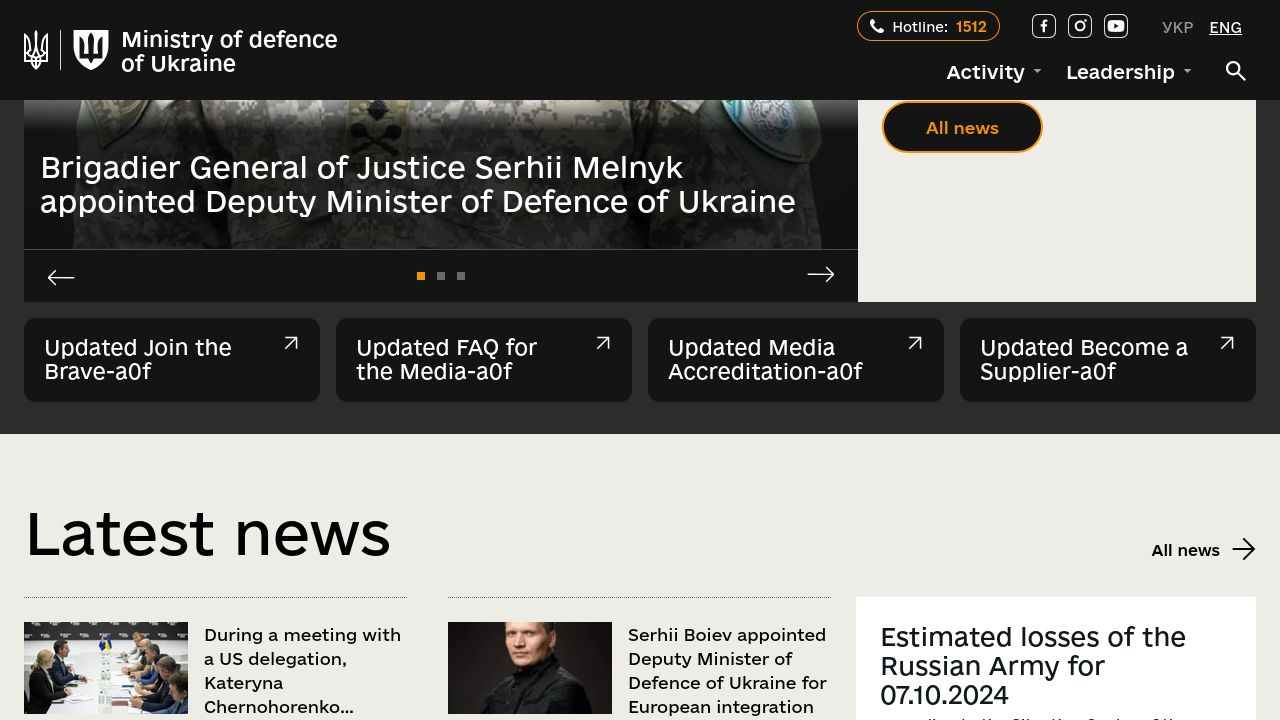 Ministry of defence
of Ukraine
Hotline: 1512
УКР ENG
Activity
Leadership
All news
Brigadier General of Justice Serhii Melnyk
appointed Deputy Minister of Defence of Ukraine
Updated Join the
Brave-a0f
Updated FAQ for
the Media-a0f
Updated Media
Accreditation-a0f
Updated Become a
Supplier-a0f
Latest news
All news
During a meeting with
a US delegation,
Kateryna
Chernohorenko...
Serhii Boiev appointed
Deputy Minister of
Defence of Ukraine for
European integration
Estimated losses of the
Russian Army for
07.10.2024